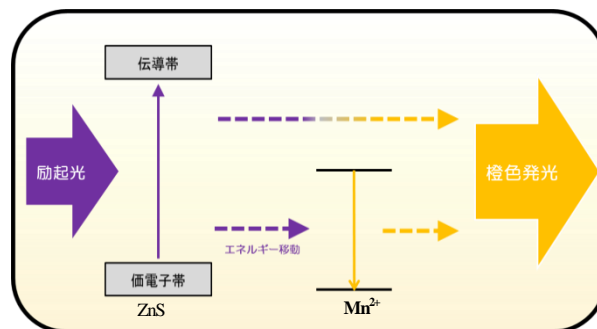 伝導帯
励起光
橙色発光
エネルギー移動
価電子帯
ZnS
Mn²⁺